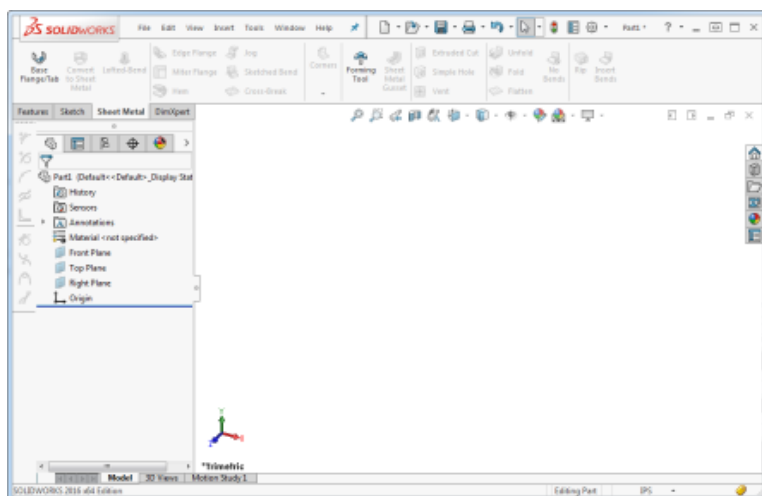 SOLIDWORKS File Edit View Insert Tools Window Help Part1 * ?
Base Flange/Tab
Convert to Sheet Metal
Lofted-Bend
Edge Flange
Miter Flange
Hem
Jog
Sketched Bend
Cross-Break
Corners
Forming Tool
Sheet Metal Gusset
Extruded Cut
Simple Hole
Vent
Unfold
Fold
Flatten
No Bends
Rip
Insert Bends
Features Sketch Sheet Metal DimXpert
Part1 (Default<<Default>_Display Stat
History
Sensors
Annotations
Material <not specified>
Front Plane
Top Plane
Right Plane
Origin
*Trimetric
Model 3D Views Motion Study 1
SOLIDWORKS 2016 x64 Edition Editing Part IPS